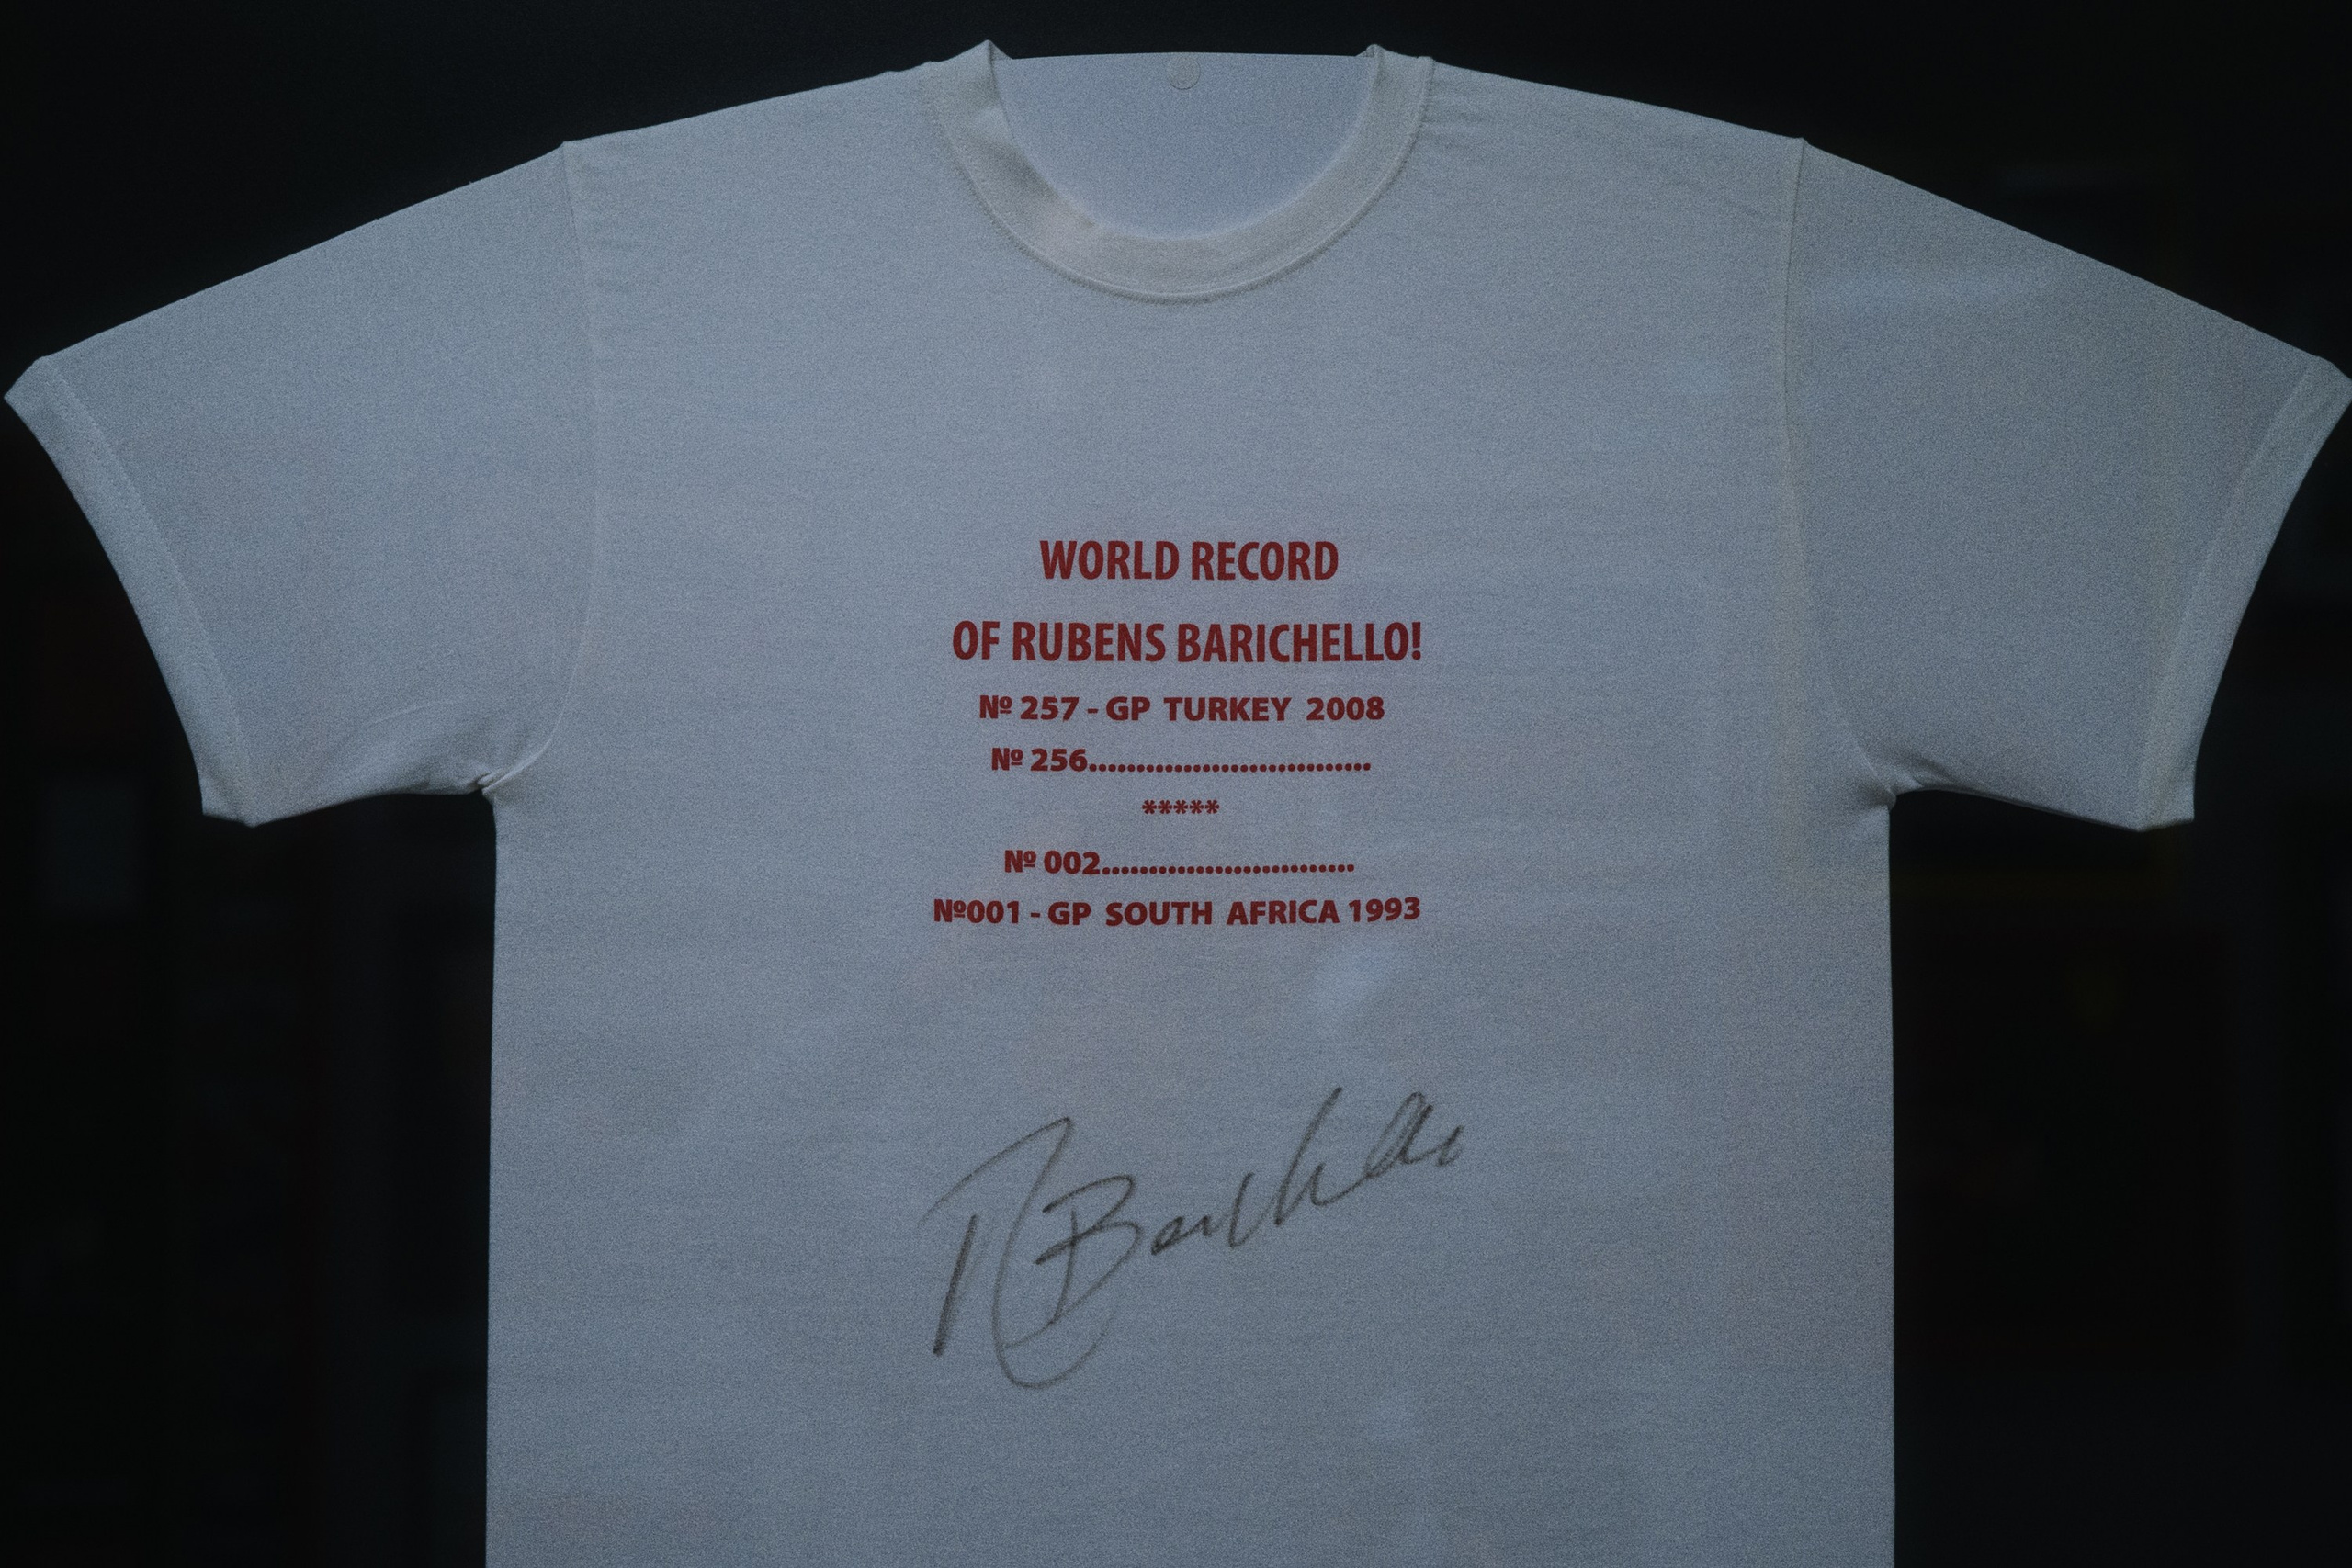 WORLD RECORD
OF RUBENS BARICHELLO!
Nº 257 - GP TURKEY 2008
Nº 256..............................
*****
Nº 002...........................
Nº001 - GP SOUTH AFRICA 1993
R Barichello